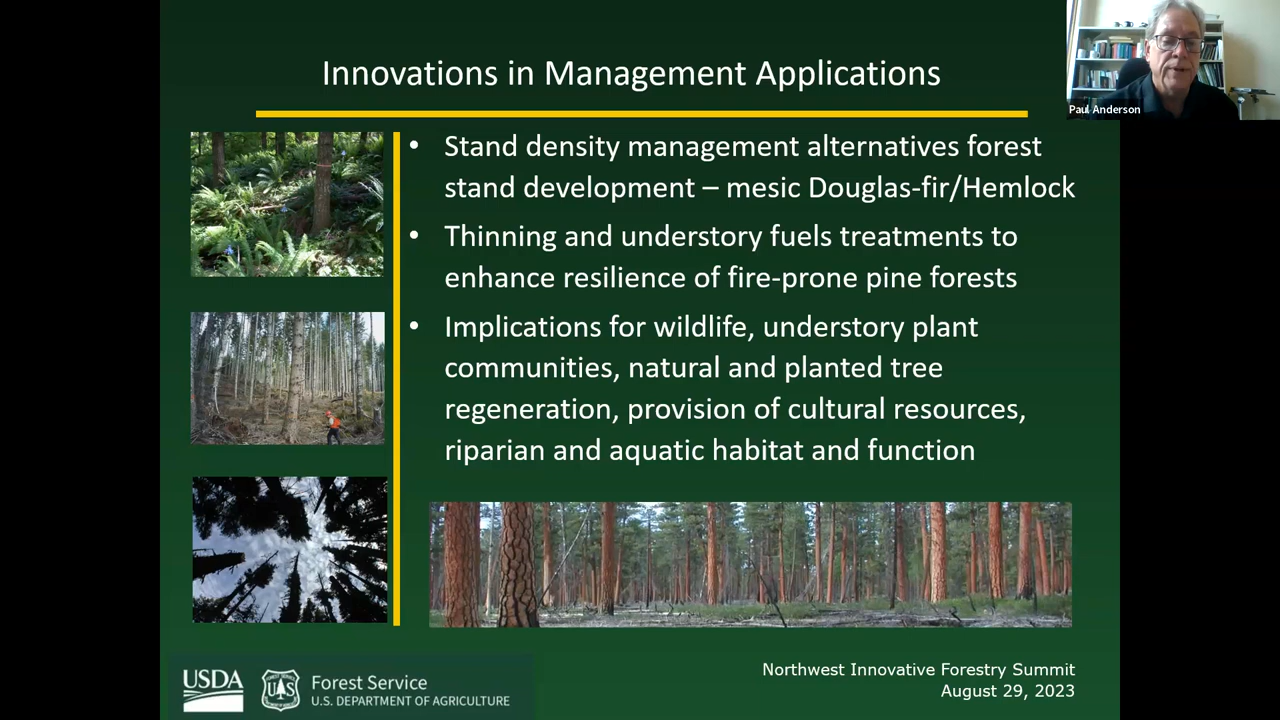 Innovations in Management Applications
Paul Anderson
• Stand density management alternatives forest
stand development – mesic Douglas-fir/Hemlock
• Thinning and understory fuels treatments to
enhance resilience of fire-prone pine forests
• Implications for wildlife, understory plant
communities, natural and planted tree
regeneration, provision of cultural resources,
riparian and aquatic habitat and function
USDA
Forest Service
U.S. DEPARTMENT OF AGRICULTURE
Northwest Innovative Forestry Summit
August 29, 2023